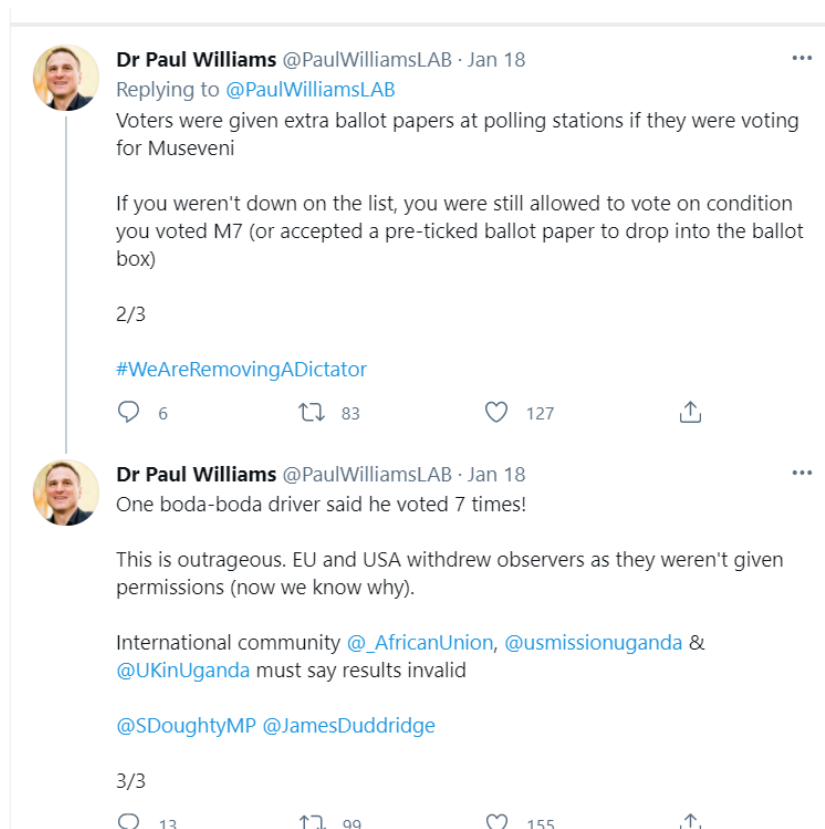 Dr Paul Williams @PaulWilliamsLAB · Jan 18
Replying to @PaulWilliamsLAB
Voters were given extra ballot papers at polling stations if they were voting
for Museveni
If you weren't down on the list, you were still allowed to vote on condition
you voted M7 (or accepted a pre-ticked ballot paper to drop into the ballot
box)
2/3
#WeAreRemovingADictator
6 83 127
Dr Paul Williams @PaulWilliamsLAB · Jan 18
One boda-boda driver said he voted 7 times!
This is outrageous. EU and USA withdrew observers as they weren't given
permissions (now we know why).
International community @_AfricanUnion, @usmissionuganda &
@UKinUganda must say results invalid
@SDoughtyMP @JamesDuddridge
3/3
13 99 155